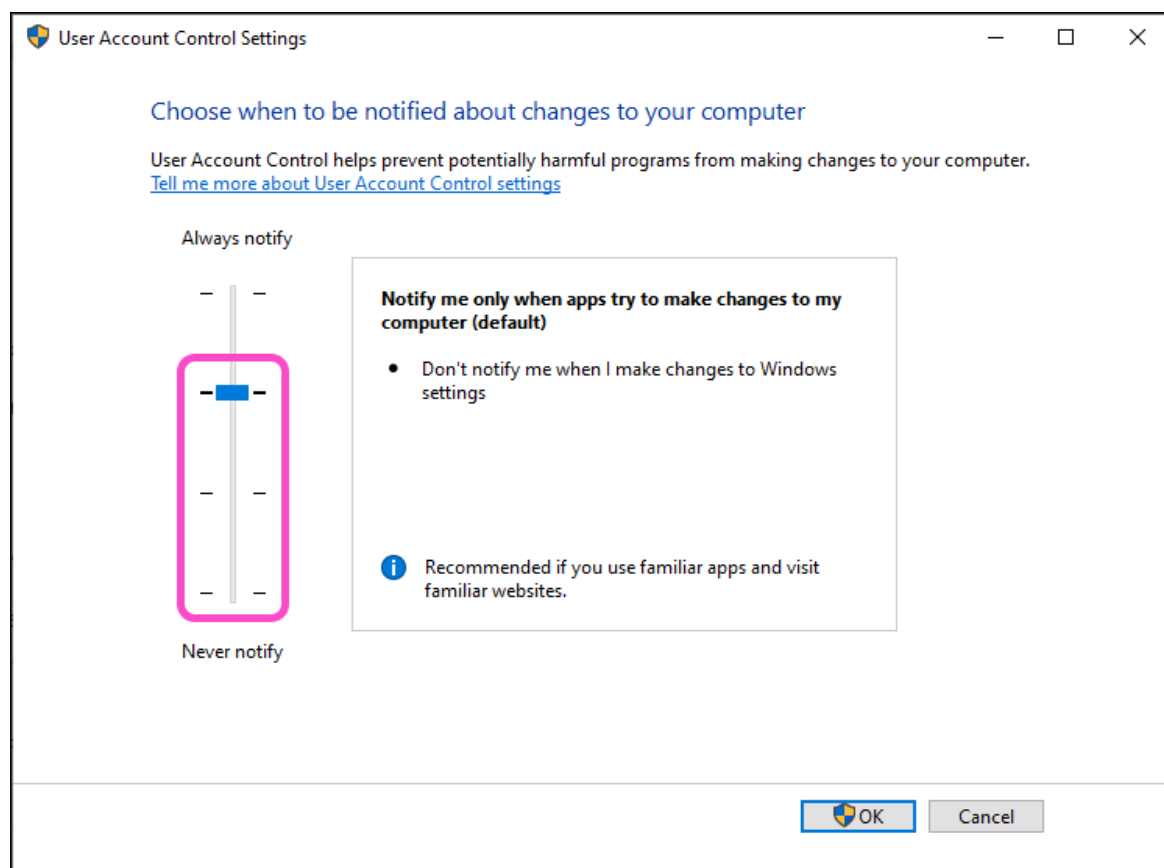 User Account Control Settings
Choose when to be notified about changes to your computer
User Account Control helps prevent potentially harmful programs from making changes to your computer.
Tell me more about User Account Control settings
Always notify
Notify me only when apps try to make changes to my
computer (default)
Don't notify me when I make changes to Windows
settings
Recommended if you use familiar apps and visit
familiar websites.
Never notify
OK
Cancel